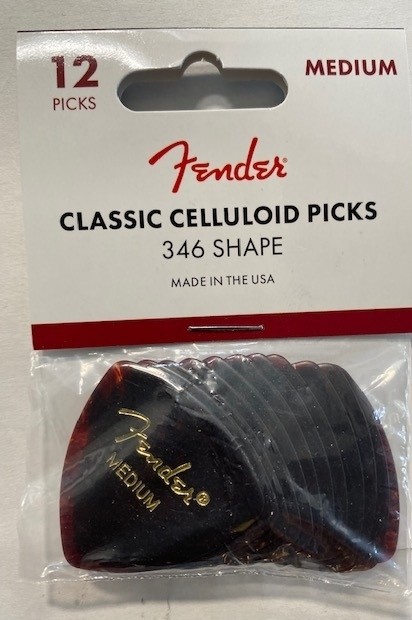 12
PICKS
MEDIUM
Fender®
CLASSIC CELLULOID PICKS
346 SHAPE
MADE IN THE USA
Fender®
MEDIUM